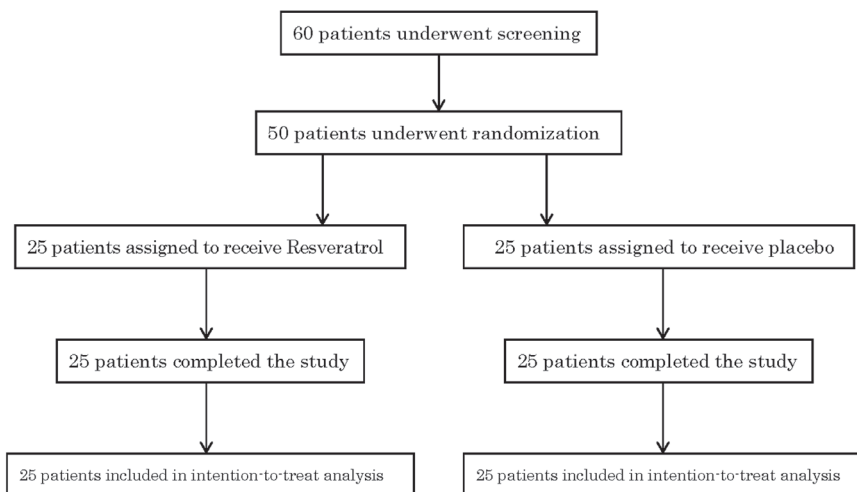 60 patients underwent screening
50 patients underwent randomization
25 patients assigned to receive Resveratrol
25 patients assigned to receive placebo
25 patients completed the study
25 patients completed the study
25 patients included in intention-to-treat analysis
25 patients included in intention-to-treat analysis